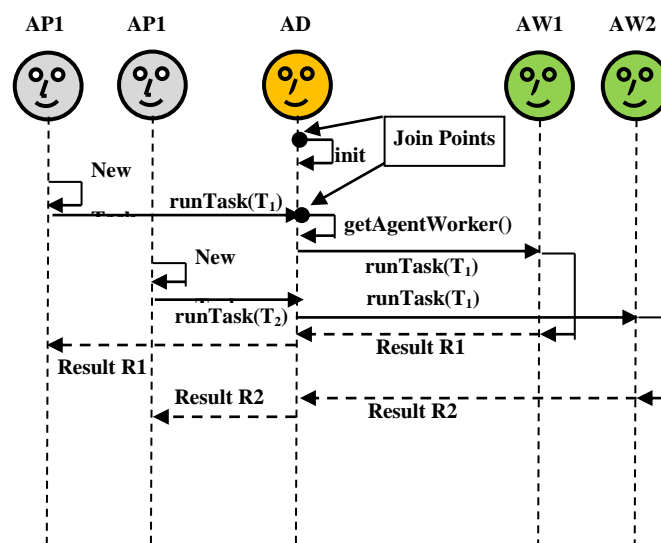 AP1 AP1 AD AW1 AW2
Join Points
init
New
runTask(T₁)
getAgentWorker()
New
runTask(T₁)
runTask(T₁)
runTask(T₂)
Result R1
Result R1
Result R2
Result R2